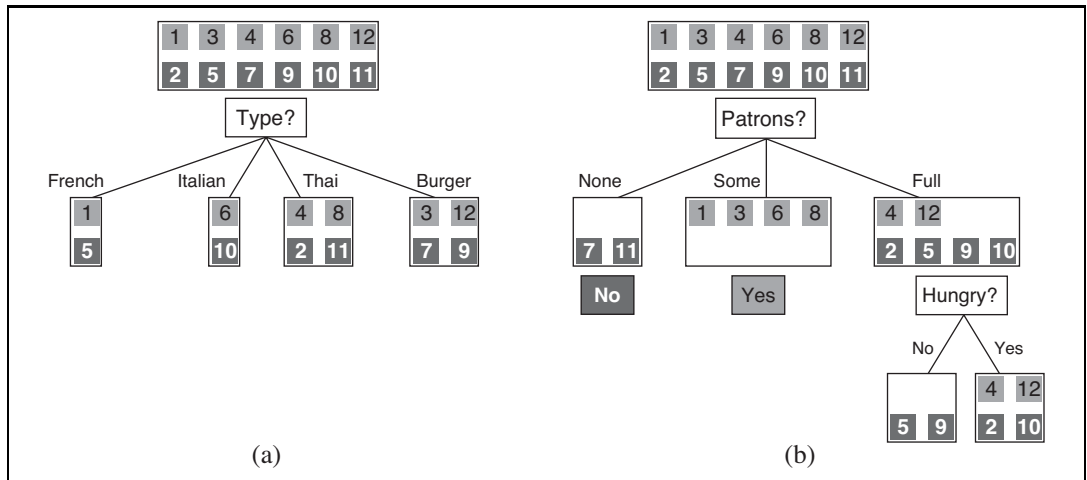 1 3 4 6 8 12
2 5 7 9 10 11
Type?
French Italian Thai Burger
1 6 4 8 3 12
5 10 2 11 7 9
(a)
1 3 4 6 8 12
2 5 7 9 10 11
Patrons?
None Some Full
1 3 6 8 4 12
7 11 2 5 9 10
No Yes Hungry?
No Yes
4 12
5 9 2 10
(b)